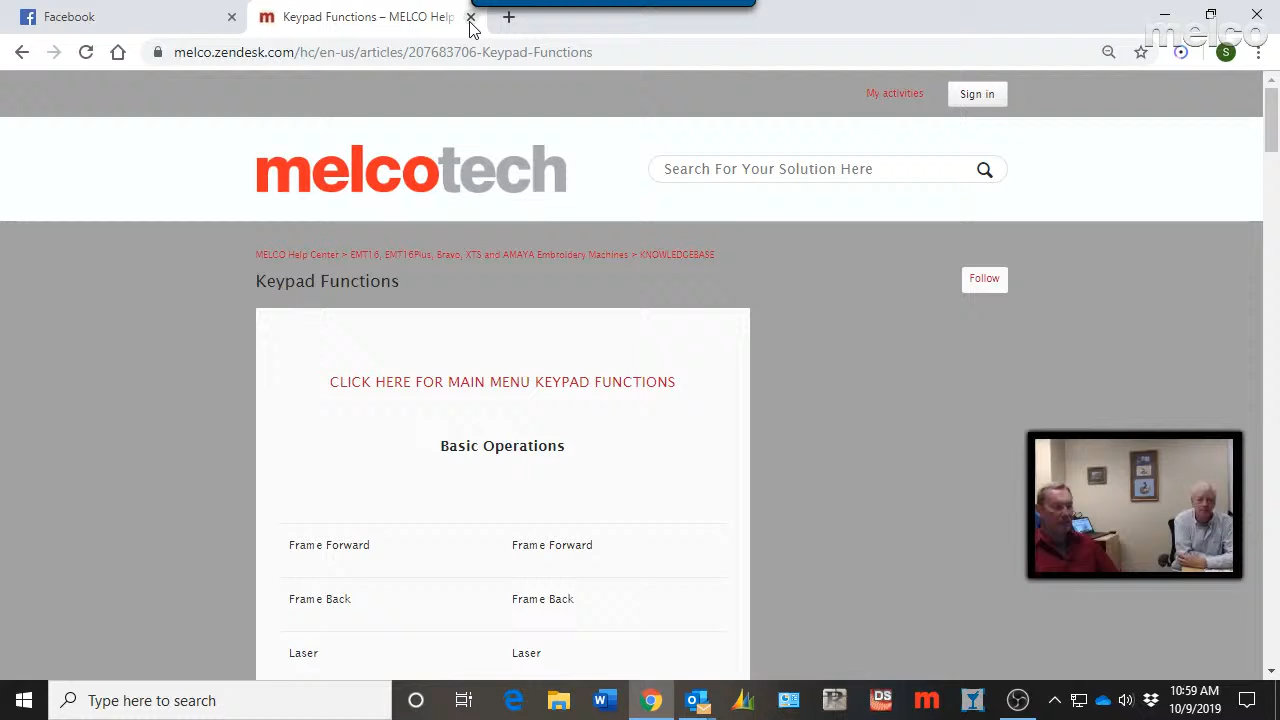 Facebook
Keypad Functions – MELCO Help
melco.zendesk.com/hc/en-us/articles/207683706-Keypad-Functions
melco
S
My activities
Sign in
melcotech
Search For Your Solution Here
MELCO Help Center > EMT16, EMT16Plus, Bravo, XTS and AMAYA Embroidery Machines > KNOWLEDGEBASE
Keypad Functions
Follow
CLICK HERE FOR MAIN MENU KEYPAD FUNCTIONS
Basic Operations
Frame Forward Frame Forward
Frame Back Frame Back
Laser Laser
Type here to search
DS
10:59 AM
10/9/2019